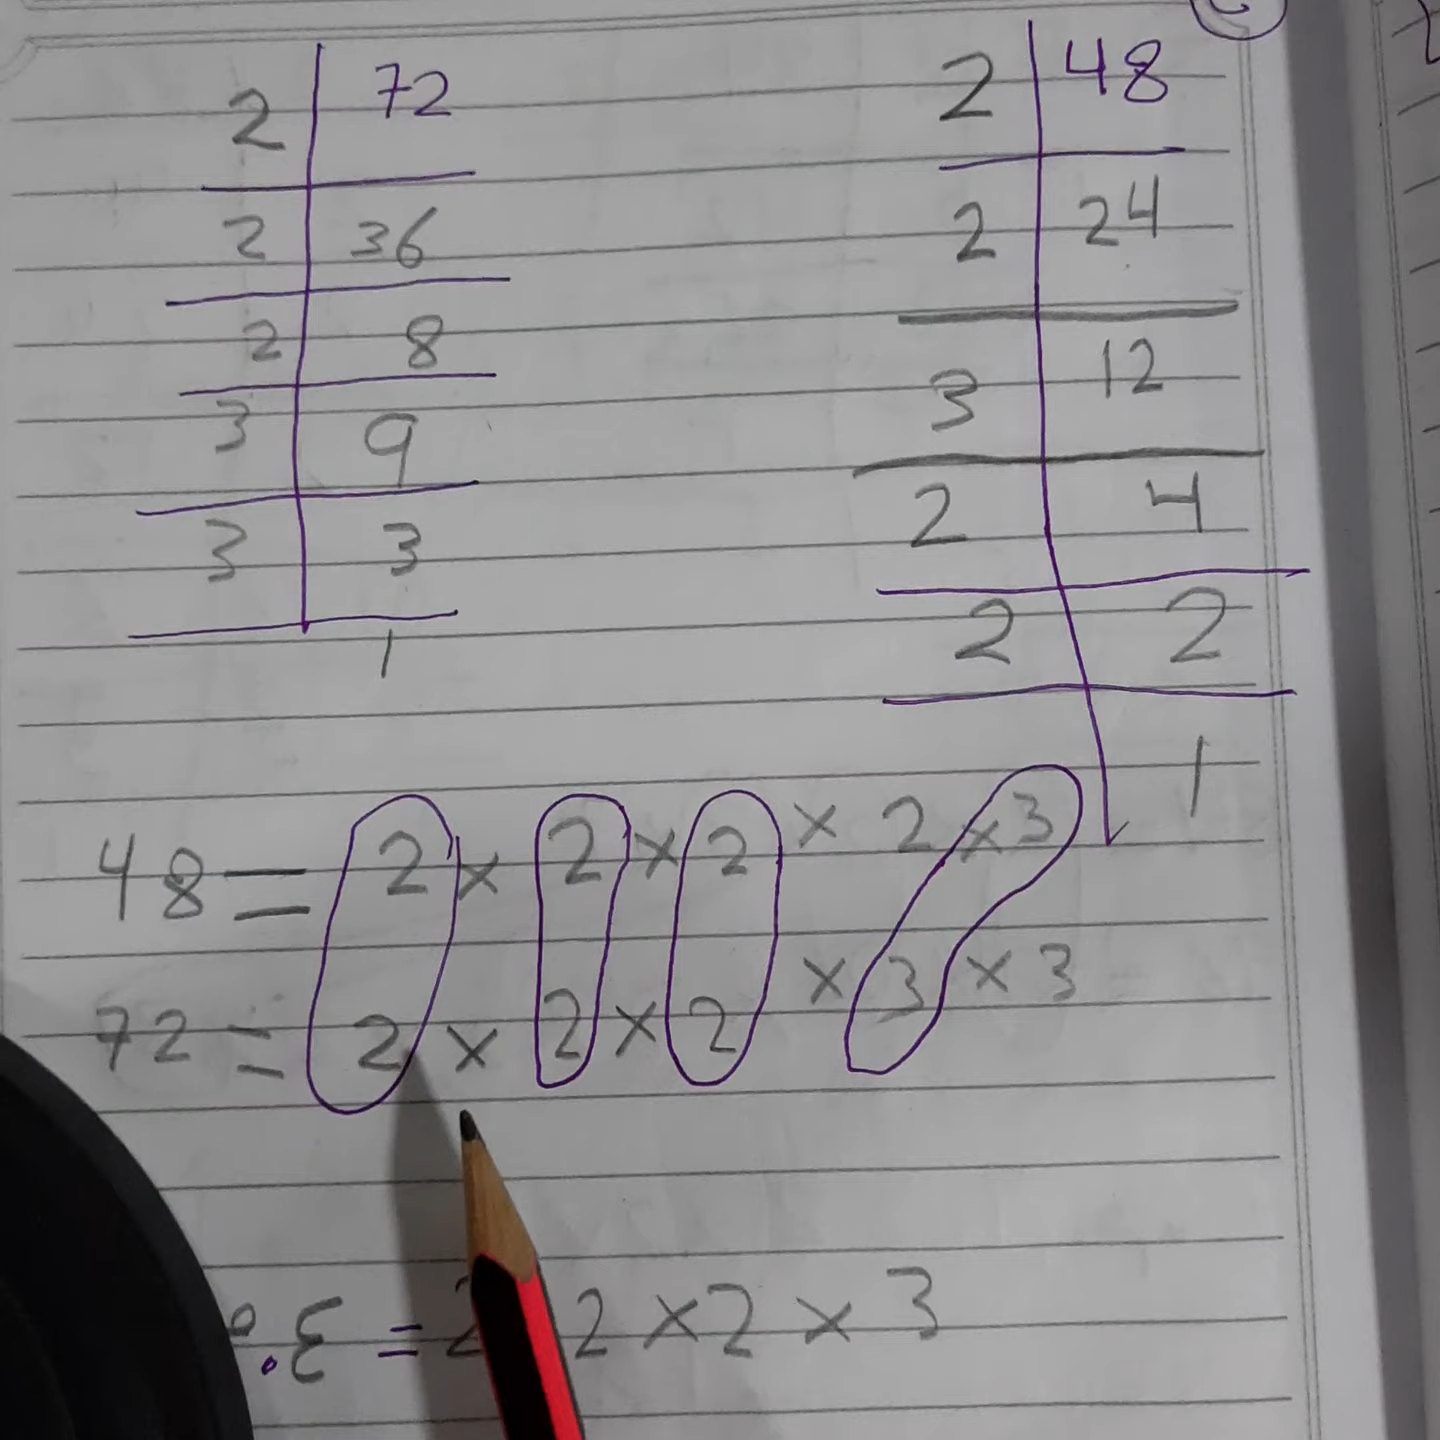 2 | 72
2 | 36
2 | 8
3 | 9
3 | 3
1
2 | 48
2 | 24
3 | 12
2 | 4
2 | 2
1
48 = 2 × 2 × 2 × 2 × 3
72 = 2 × 2 × 2 × 3 × 3
= 2 2 × 2 × 3